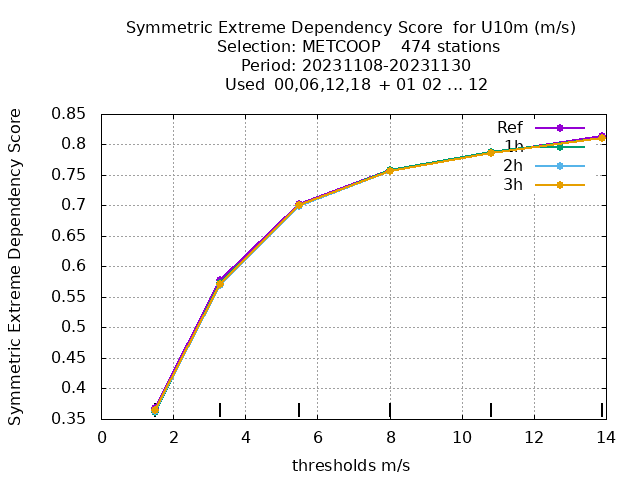 Symmetric Extreme Dependency Score for U10m (m/s)
Selection: METCOOP 474 stations
Period: 20231108-20231130
Used 00,06,12,18 + 01 02 ... 12
Symmetric Extreme Dependency Score
0.85
0.8
0.75
0.7
0.65
0.6
0.55
0.5
0.45
0.4
0.35
Ref
1h
2h
3h
0 2 4 6 8 10 12 14
thresholds m/s